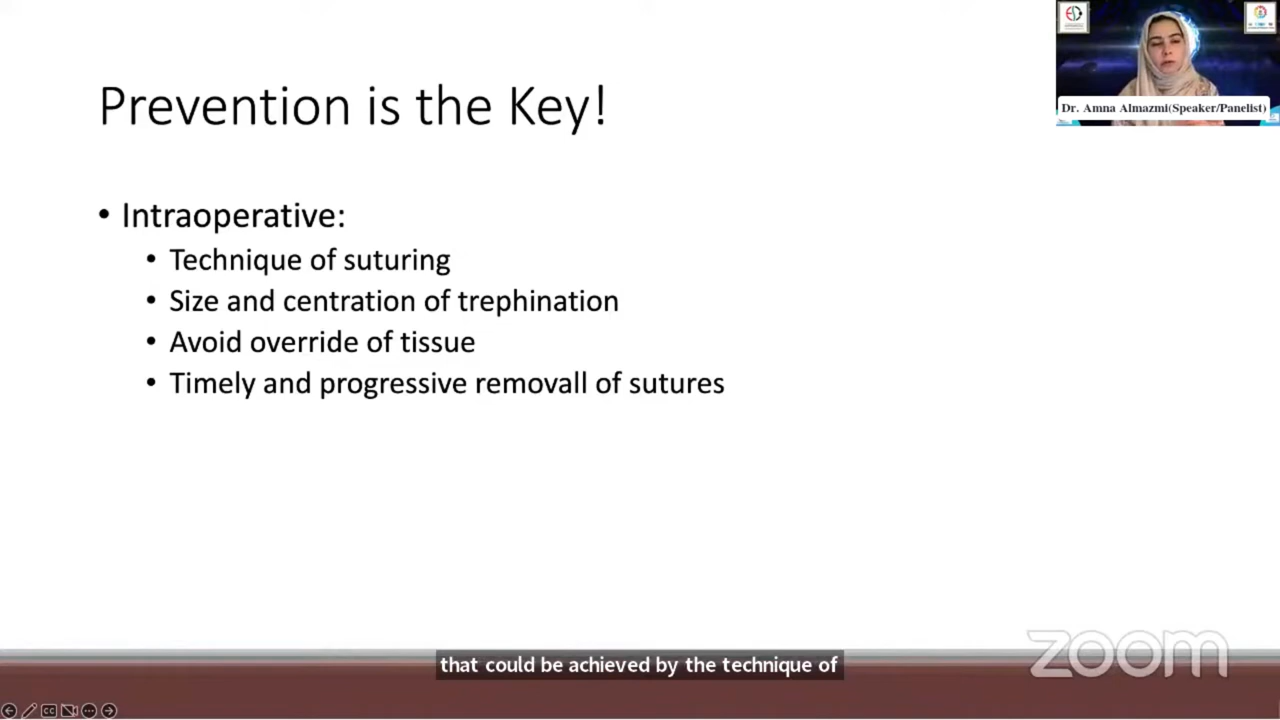 Prevention is the Key!
Dr. Amna Almazmi(Speaker/Panelist)
• Intraoperative:
• Technique of suturing
• Size and centration of trephination
• Avoid override of tissue
• Timely and progressive removall of sutures
that could be achieved by the technique of
zoom
CC